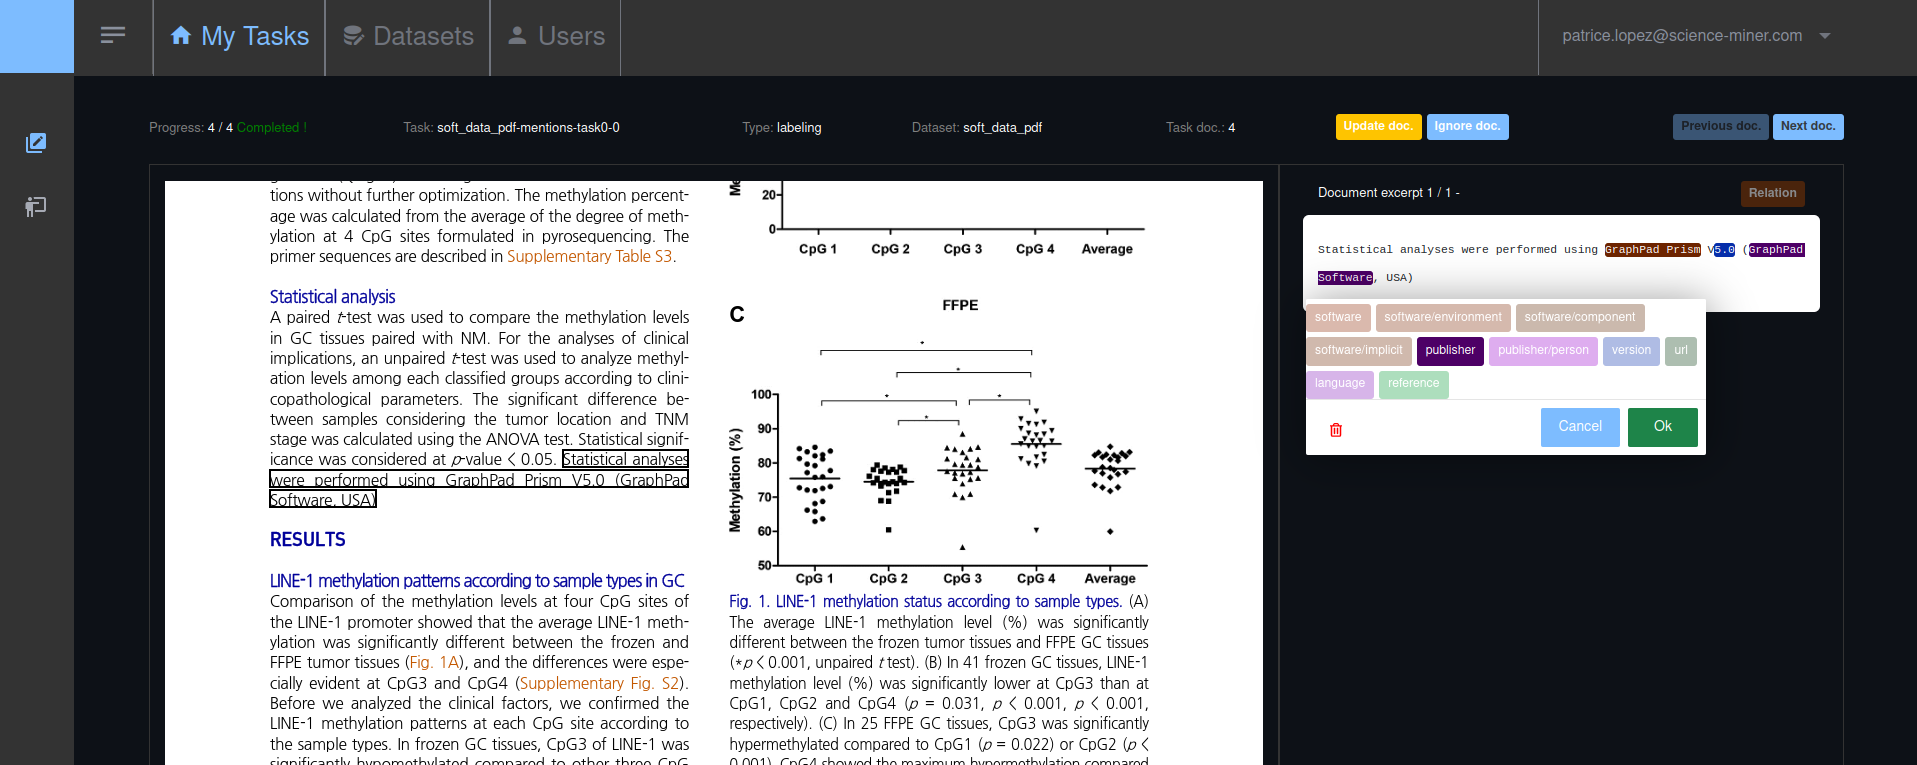 My Tasks
Datasets
Users
patrice.lopez@science-miner.com
Progress: 4 / 4 Completed !
Task: soft_data_pdf-mentions-task0-0
Type: labeling
Dataset: soft_data_pdf
Task doc.: 4
Update doc.
Ignore doc.
Previous doc.
Next doc.
tions without further optimization. The methylation percent-
age was calculated from the average of the degree of meth-
ylation at 4 CpG sites formulated in pyrosequencing. The
primer sequences are described in Supplementary Table S3.
Statistical analysis
A paired t-test was used to compare the methylation levels
in GC tissues paired with NM. For the analyses of clinical
implications, an unpaired t-test was used to analyze methyl-
ation levels among each classified groups according to clini-
copathological parameters. The significant difference be-
tween samples considering the tumor location and TNM
stage was calculated using the ANOVA test. Statistical signif-
icance was considered at p-value < 0.05. Statistical analyses
were performed using GraphPad Prism V5.0 (GraphPad
Software, USA)
RESULTS
LINE-1 methylation patterns according to sample types in GC
Comparison of the methylation levels at four CpG sites of
the LINE-1 promoter showed that the average LINE-1 meth-
ylation was significantly different between the frozen and
FFPE tumor tissues (Fig. 1A), and the differences were espe-
cially evident at CpG3 and CpG4 (Supplementary Fig. S2).
Before we analyzed the clinical factors, we confirmed the
LINE-1 methylation patterns at each CpG site according to
the sample types. In frozen GC tissues, CpG3 of LINE-1 was
significantly hypomethylated compared to other three CpG
Me
20
0
CpG 1 CpG 2 CpG 3 CpG 4 Average
C
FFPE
Methylation (%)
100
90
80
70
60
50
* * * * *
CpG 1 CpG 2 CpG 3 CpG 4 Average
Fig. 1. LINE-1 methylation status according to sample types. (A)
The average LINE-1 methylation level (%) was significantly
different between the frozen tumor tissues and FFPE GC tissues
(*p < 0.001, unpaired t test). (B) In 41 frozen GC tissues, LINE-1
methylation level (%) was significantly lower at CpG3 than at
CpG1, CpG2 and CpG4 (p = 0.031, p < 0.001, p < 0.001,
respectively). (C) In 25 FFPE GC tissues, CpG3 was significantly
hypermethylated compared to CpG1 (p = 0.022) or CpG2 (p <
0.001). CpG4 showed the maximum hypermethylation compared
Document excerpt 1 / 1 -
Relation
Statistical analyses were performed using GraphPad Prism V5.0 (GraphPad
Software, USA)
software
software/environment
software/component
software/implicit
publisher
publisher/person
version
url
language
reference
Cancel
Ok